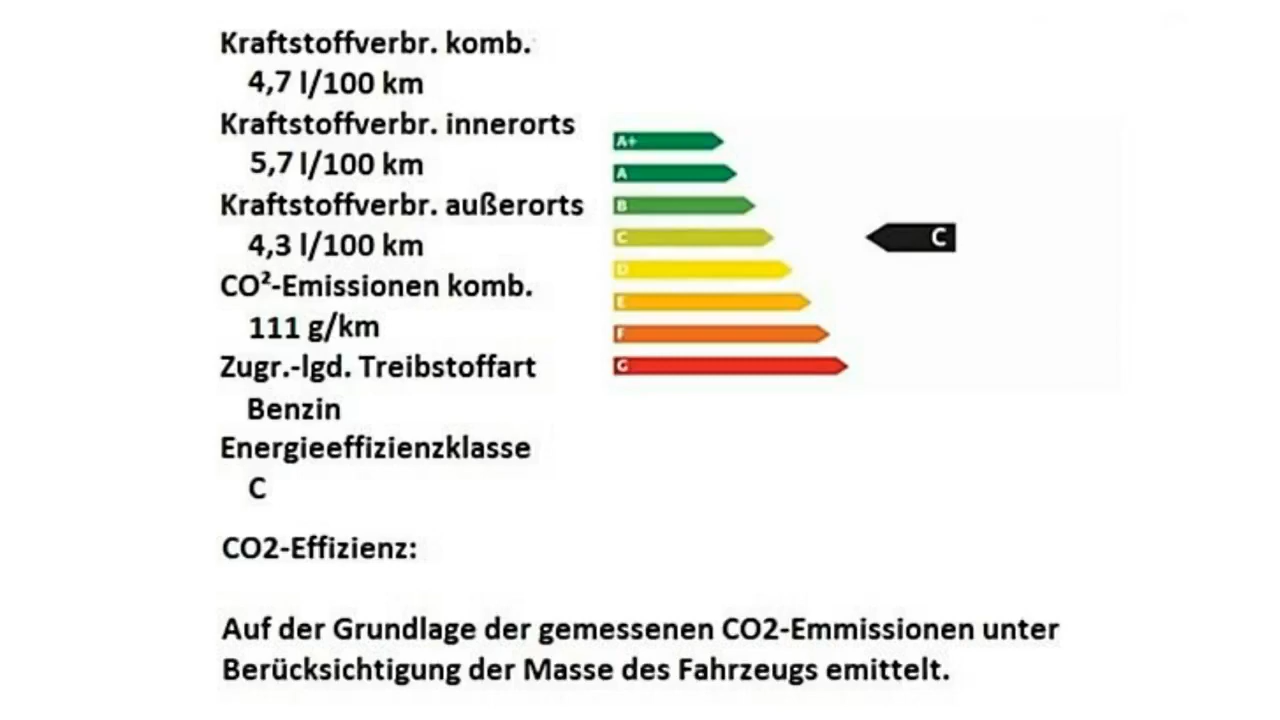 Kraftstoffverbr. komb.
4,7 l/100 km
Kraftstoffverbr. innerorts
5,7 l/100 km
Kraftstoffverbr. außerorts
4,3 l/100 km
CO²-Emissionen komb.
111 g/km
Zugr.-lgd. Treibstoffart
Benzin
Energieeffizienzklasse
C
A+
A
B
C
D
E
F
G
C
CO2-Effizienz:
Auf der Grundlage der gemessenen CO2-Emmissionen unter
Berücksichtigung der Masse des Fahrzeugs emittelt.